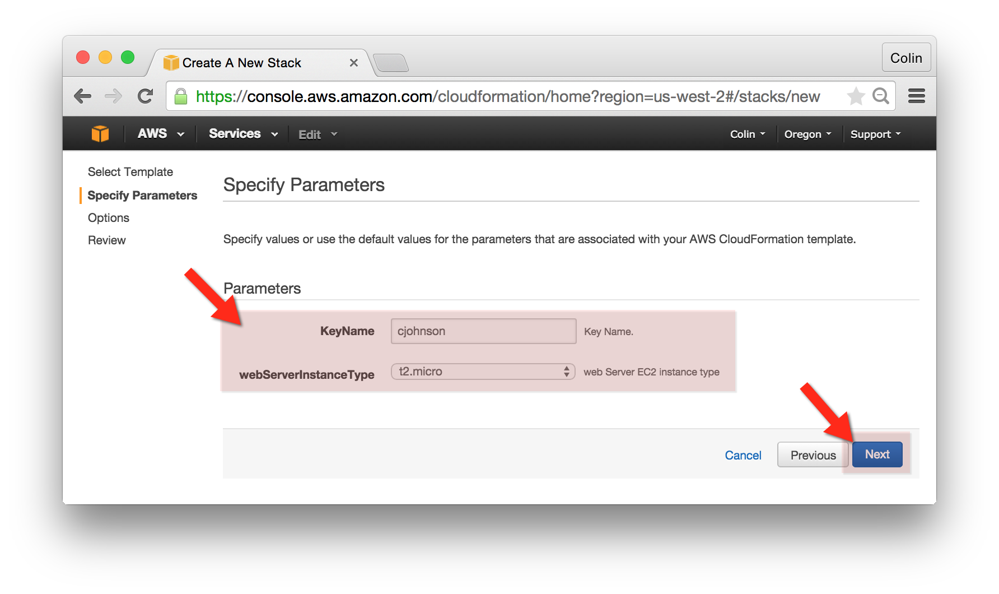 Create A New Stack
Colin
https://console.aws.amazon.com/cloudformation/home?region=us-west-2#/stacks/new
AWS Services Edit Colin Oregon Support
Select Template
Specify Parameters
Options
Review
Specify Parameters
Specify values or use the default values for the parameters that are associated with your AWS CloudFormation template.
Parameters
KeyName cjohnson Key Name.
webServerInstanceType t2.micro web Server EC2 instance type
Cancel Previous Next